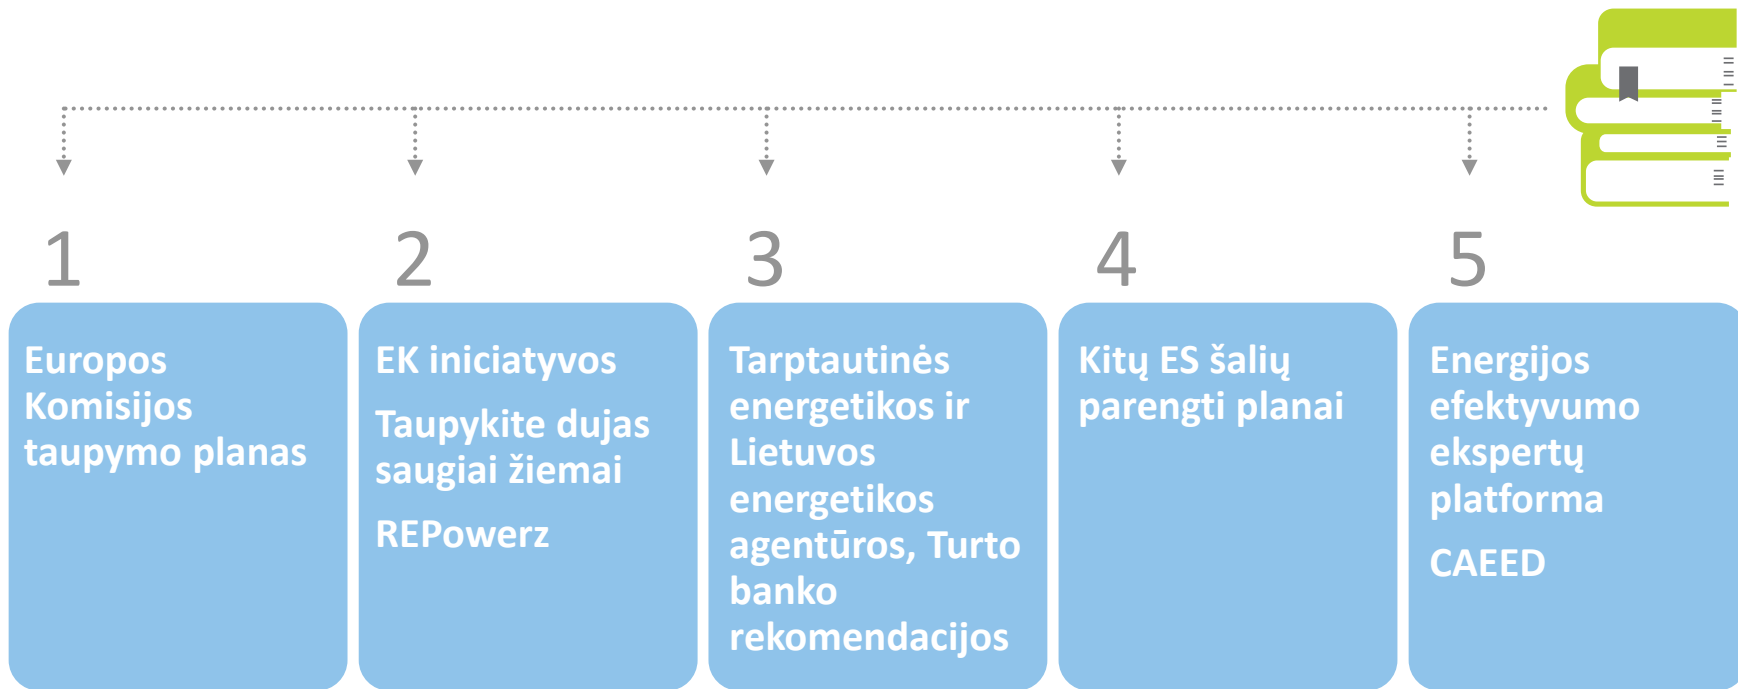 1
Europos
Komisijos
taupymo planas
2
EK iniciatyvos
Taupykite dujas
saugiai žiemai
REPowerz
3
Tarptautinės
energetikos ir
Lietuvos
energetikos
agentūros, Turto
banko
rekomendacijos
4
Kitų ES šalių
parengti planai
5
Energijos
efektyvumo
ekspertų
platforma
CAEED